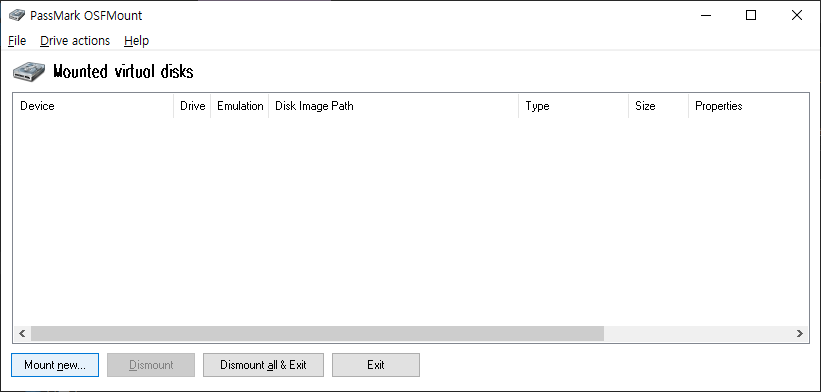 PassMark OSFMount
File Drive actions Help
Mounted virtual disks
Device Drive Emulation Disk Image Path Type Size Properties
Mount new... Dismount Dismount all & Exit Exit